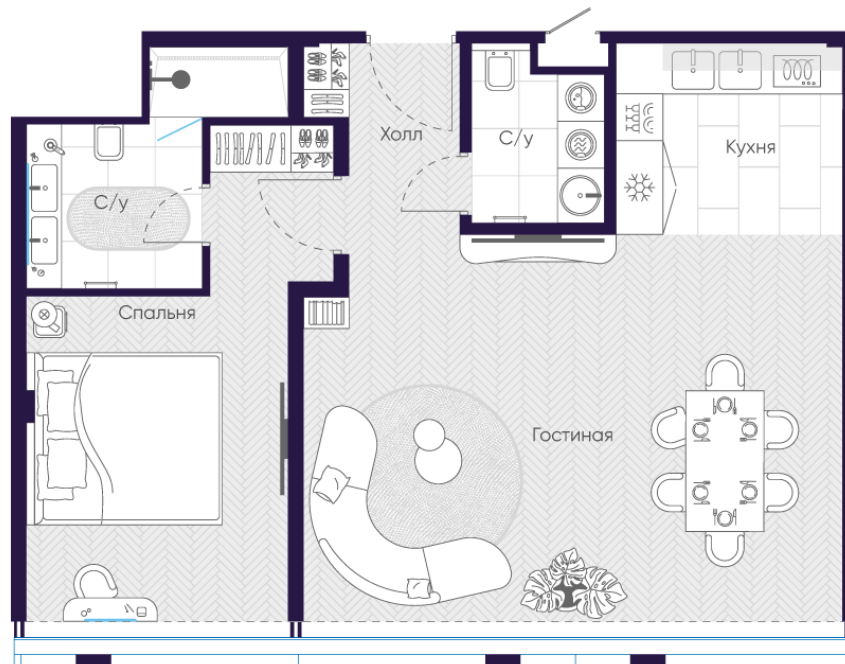 Холл
С/у
Кухня
С/у
Спальня
Гостиная